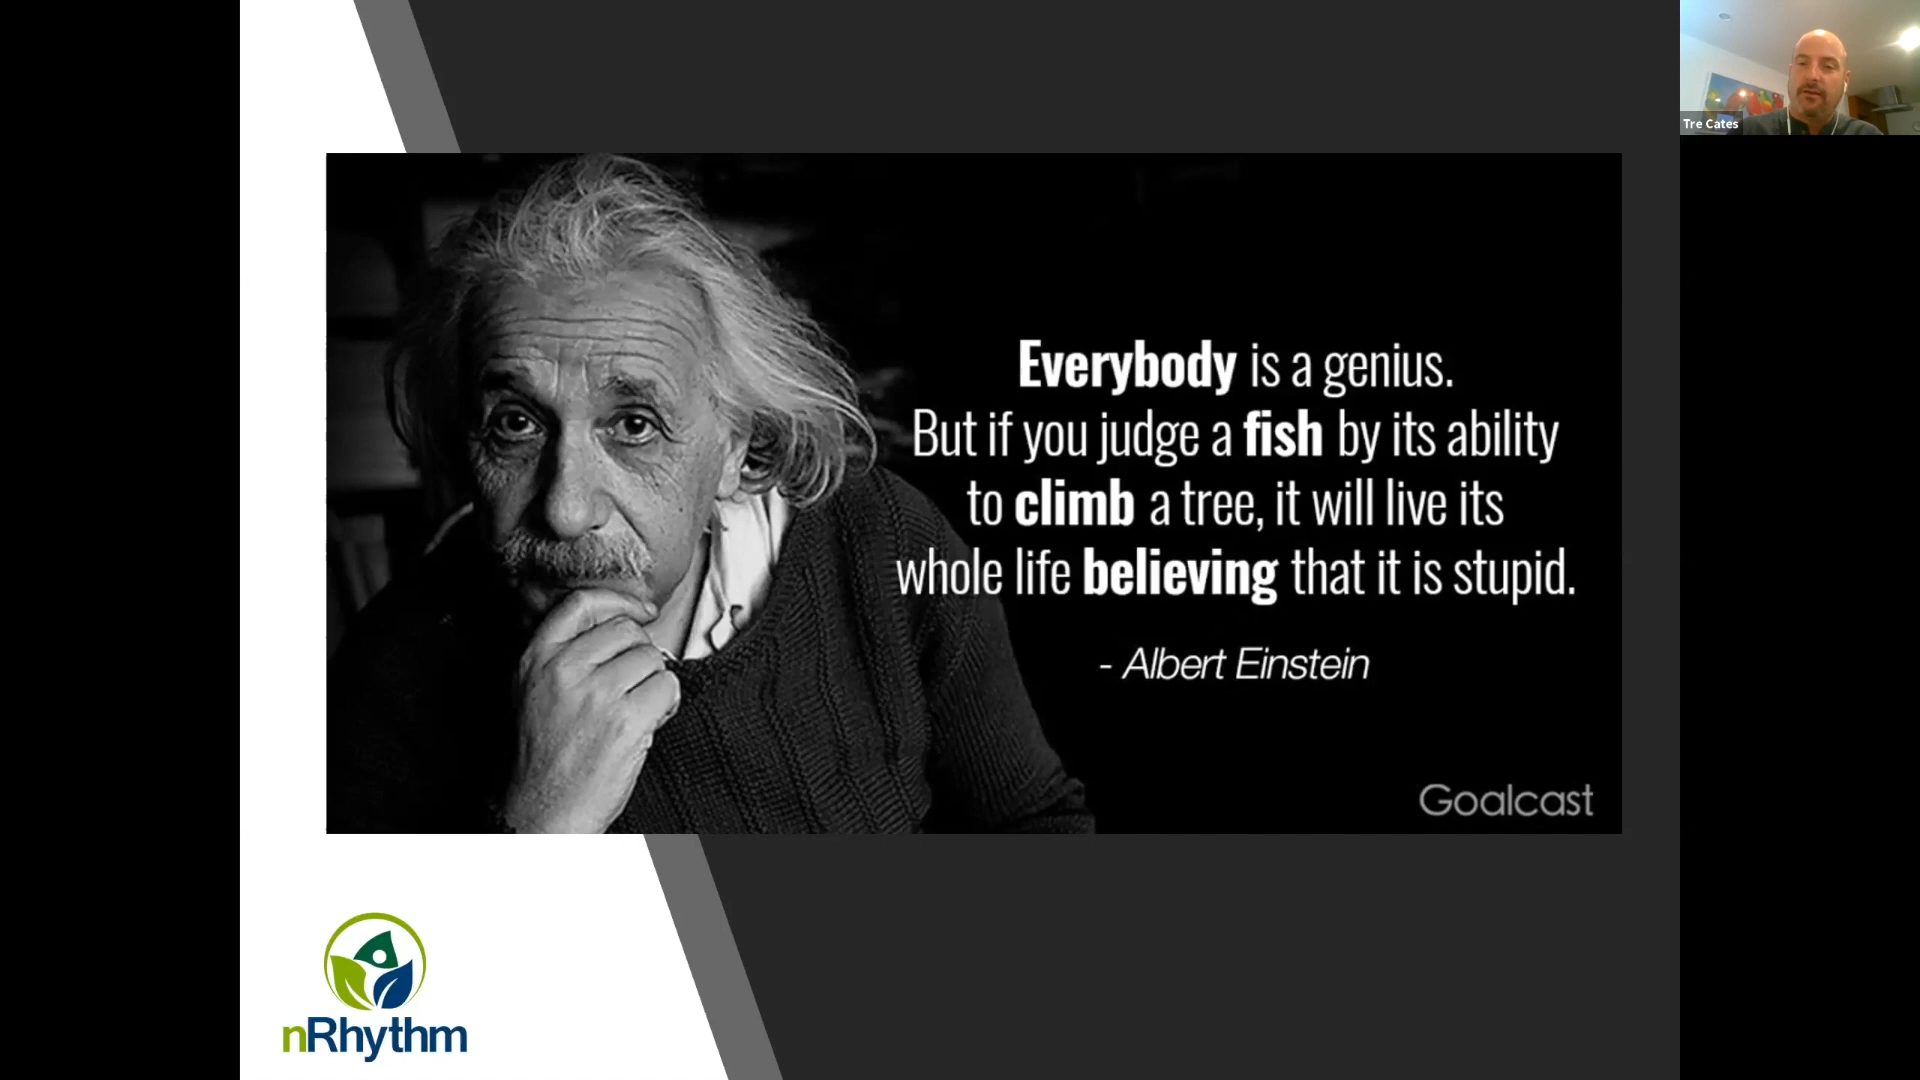 Tre Cates
Everybody is a genius.
But if you judge a fish by its ability
to climb a tree, it will live its
whole life believing that it is stupid.
- Albert Einstein
Goalcast
nRhythm